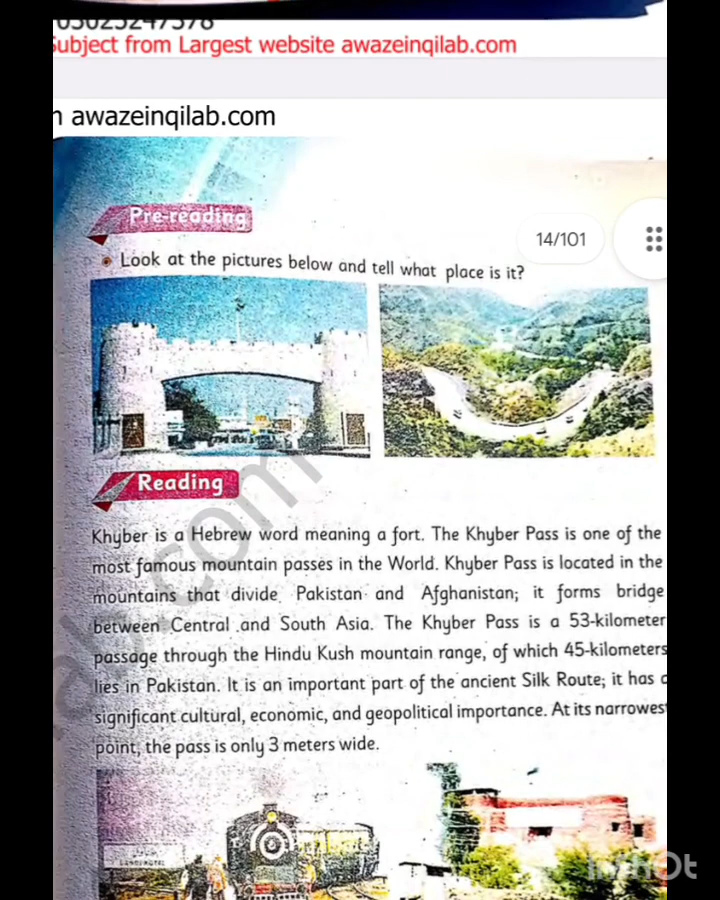 03025247378
Subject from Largest website awazeinqilab.com
awazeinqilab.com
Pre-reading
14/101
• Look at the pictures below and tell what place is it?
Reading
Khyber is a Hebrew word meaning a fort. The Khyber Pass is one of the
most famous mountain passes in the World. Khyber Pass is located in the
mountains that divide Pakistan and Afghanistan; it forms bridge
between Central and South Asia. The Khyber Pass is a 53-kilometer
passage through the Hindu Kush mountain range, of which 45-kilometers
lies in Pakistan. It is an important part of the ancient Silk Route; it has
significant cultural, economic, and geopolitical importance. At its narrowest
point, the pass is only 3 meters wide.
InShOt